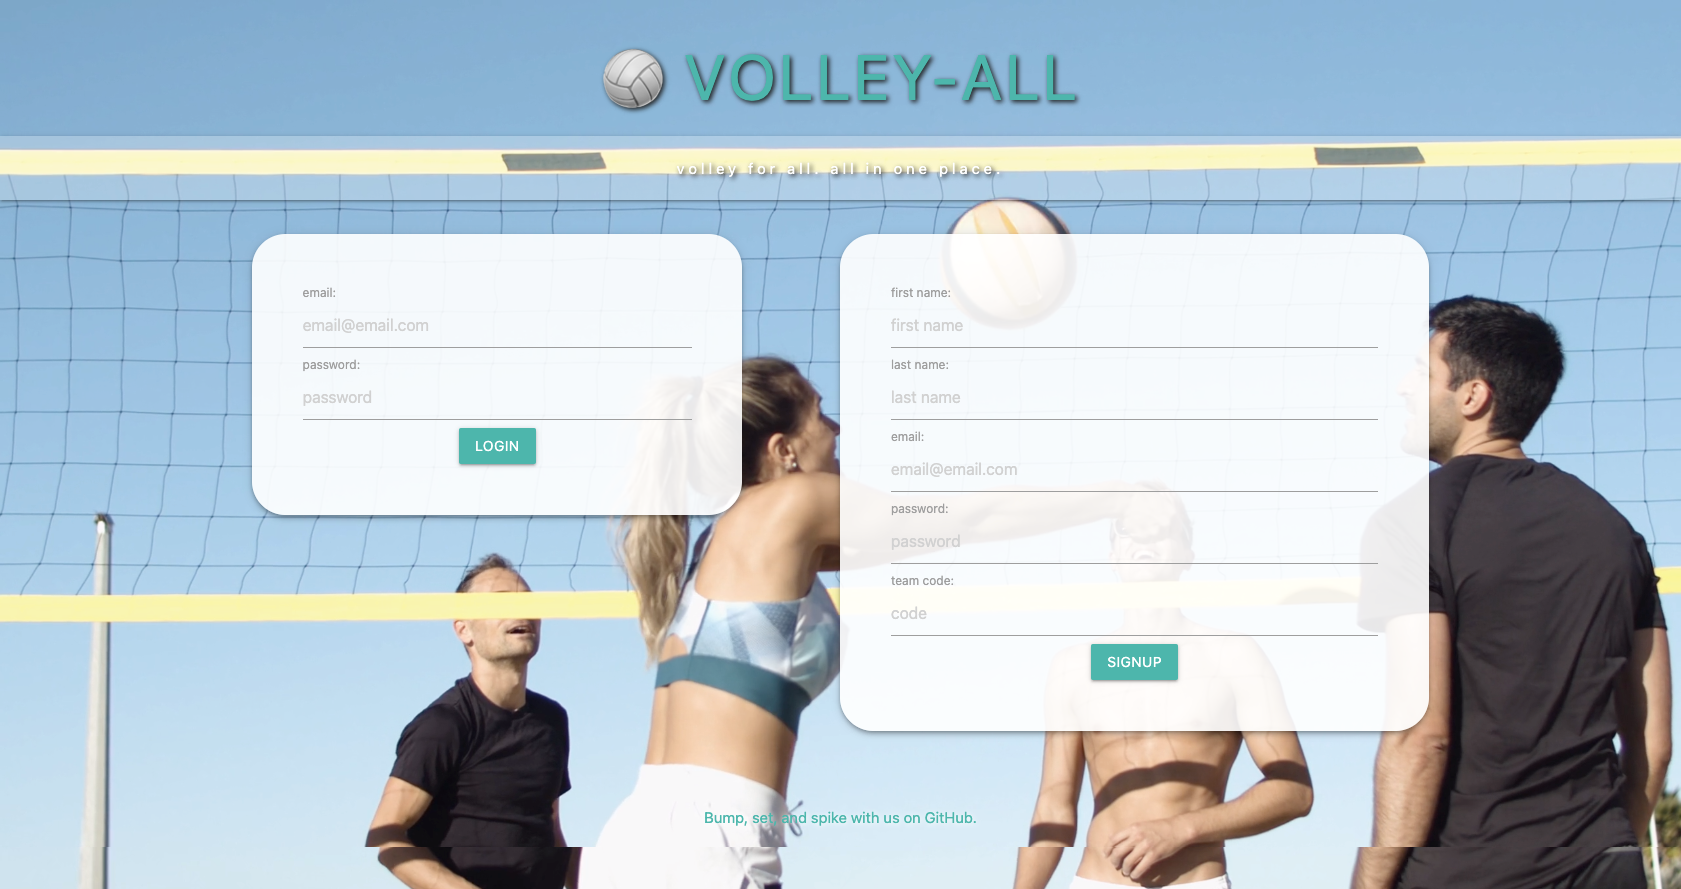 VOLLEY-ALL
volley for all. all in one place.
email:
email@email.com
password:
password
LOGIN
first name:
first name
last name:
last name
email:
email@email.com
password:
password
team code:
code
SIGNUP
Bump, set, and spike with us on GitHub.